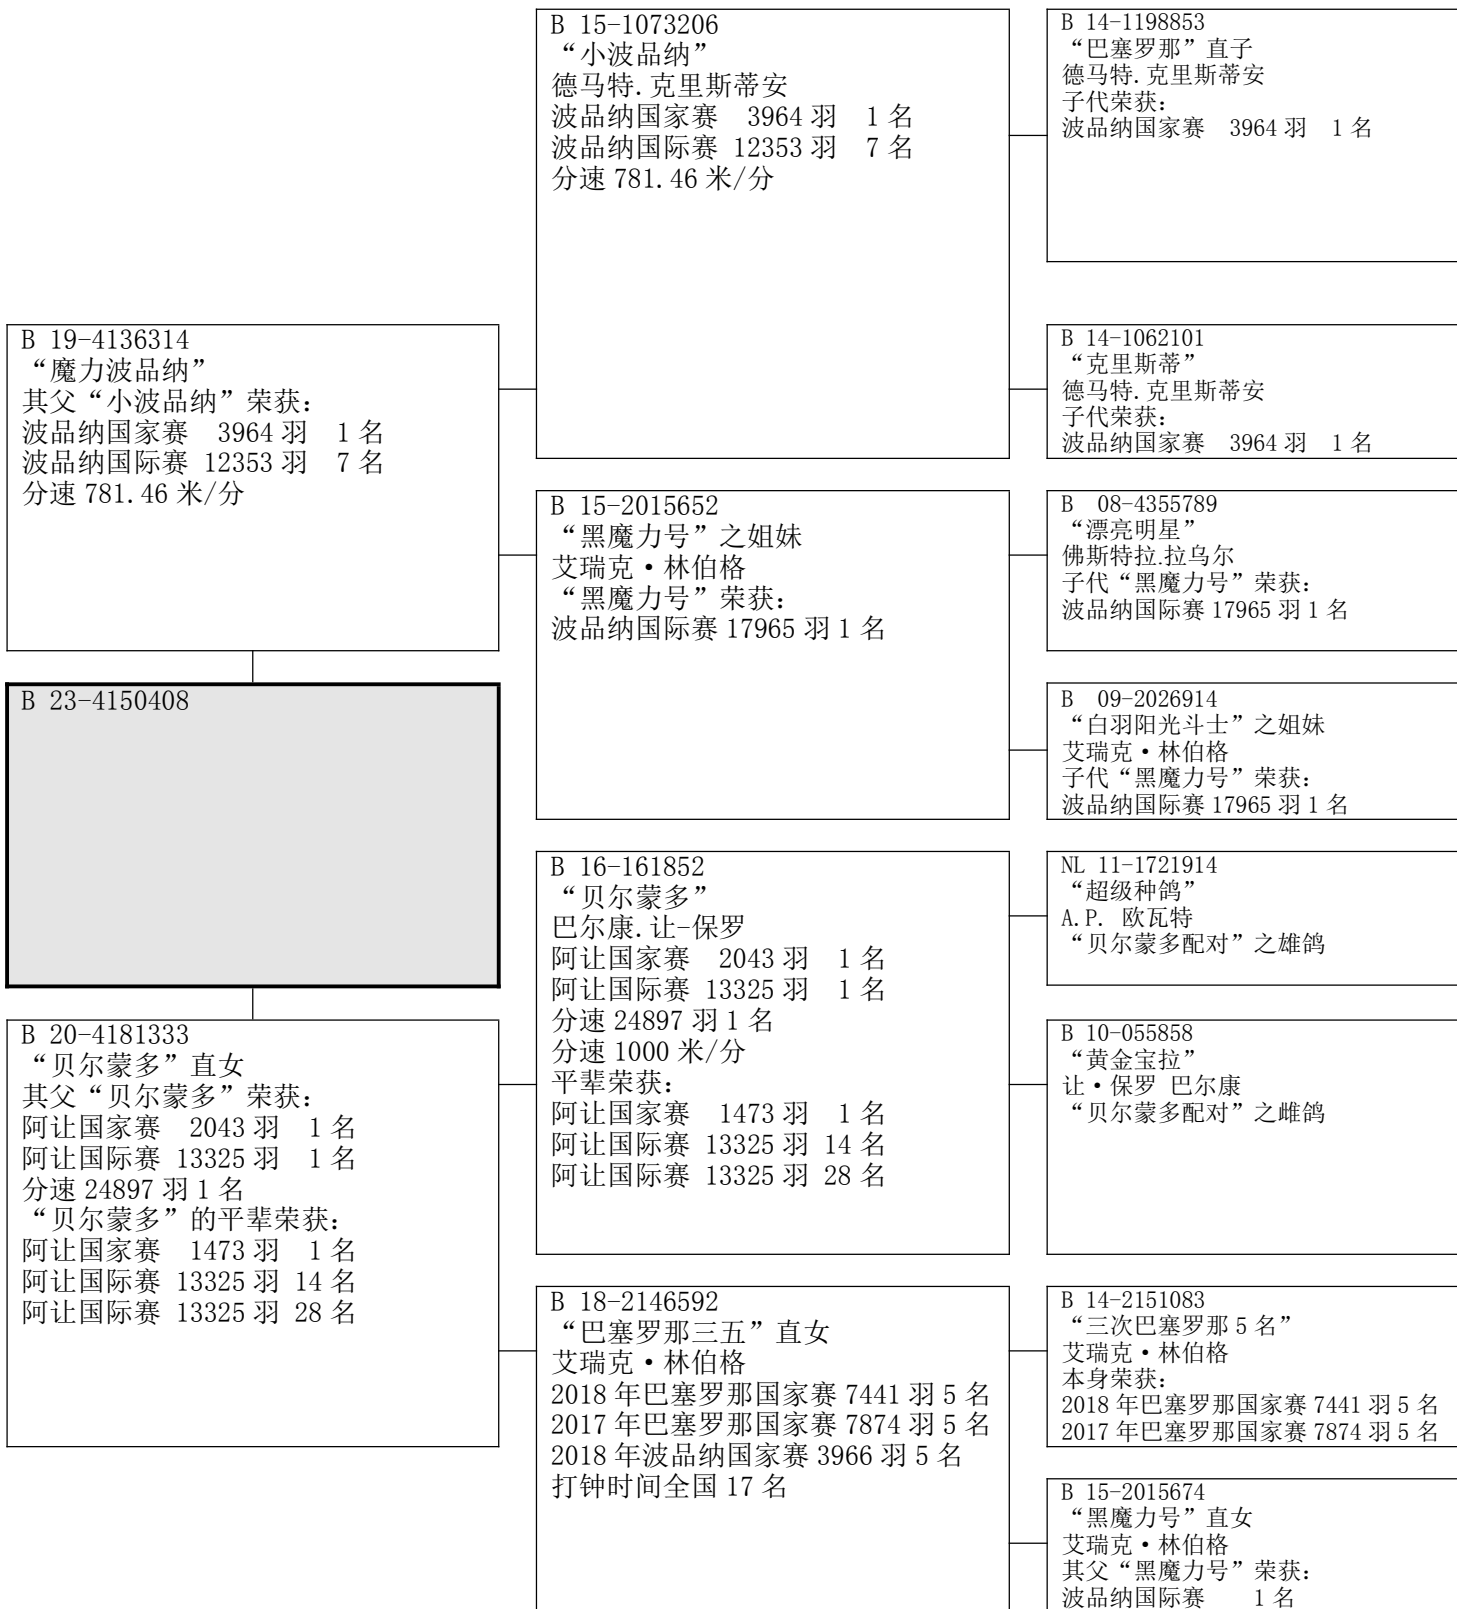 B 15-1073206
“小波品纳”
德马特.克里斯蒂安
波品纳国家赛 3964 羽 1 名
波品纳国际赛 12353 羽 7 名
分速 781.46 米/分
B 14-1198853
“巴塞罗那”直子
德马特.克里斯蒂安
子代荣获：
波品纳国家赛 3964 羽 1 名
B 19-4136314
“魔力波品纳”
其父“小波品纳”荣获：
波品纳国家赛 3964 羽 1 名
波品纳国际赛 12353 羽 7 名
分速 781.46 米/分
B 14-1062101
“克里斯蒂”
德马特.克里斯蒂安
子代荣获：
波品纳国家赛 3964 羽 1 名
B 15-2015652
“黑魔力号”之姐妹
艾瑞克•林伯格
“黑魔力号”荣获：
波品纳国际赛 17965 羽 1 名
B 08-4355789
“漂亮明星”
佛斯特拉.拉乌尔
子代“黑魔力号”荣获：
波品纳国际赛 17965 羽 1 名
B 23-4150408
B 09-2026914
“白羽阳光斗士”之姐妹
艾瑞克•林伯格
子代“黑魔力号”荣获：
波品纳国际赛 17965 羽 1 名
B 16-161852
“贝尔蒙多”
巴尔康.让-保罗
阿让国家赛 2043 羽 1 名
阿让国际赛 13325 羽 1 名
分速 24897 羽 1 名
分速 1000 米/分
平辈荣获：
阿让国家赛 1473 羽 1 名
阿让国际赛 13325 羽 14 名
阿让国际赛 13325 羽 28 名
NL 11-1721914
“超级种鸽”
A.P. 欧瓦特
“贝尔蒙多配对”之雄鸽
B 20-4181333
“贝尔蒙多”直女
其父“贝尔蒙多”荣获：
阿让国家赛 2043 羽 1 名
阿让国际赛 13325 羽 1 名
分速 24897 羽 1 名
“贝尔蒙多”的平辈荣获：
阿让国家赛 1473 羽 1 名
阿让国际赛 13325 羽 14 名
阿让国际赛 13325 羽 28 名
B 10-055858
“黄金宝拉”
让•保罗 巴尔康
“贝尔蒙多配对”之雌鸽
B 18-2146592
“巴塞罗那三五”直女
艾瑞克•林伯格
2018 年巴塞罗那国家赛 7441 羽 5 名
2017 年巴塞罗那国家赛 7874 羽 5 名
2018 年波品纳国家赛 3966 羽 5 名
打钟时间全国 17 名
B 14-2151083
“三次巴塞罗那 5 名”
艾瑞克•林伯格
本身荣获：
2018 年巴塞罗那国家赛 7441 羽 5 名
2017 年巴塞罗那国家赛 7874 羽 5 名
B 15-2015674
“黑魔力号”直女
艾瑞克•林伯格
其父“黑魔力号”荣获：
波品纳国际赛 1 名